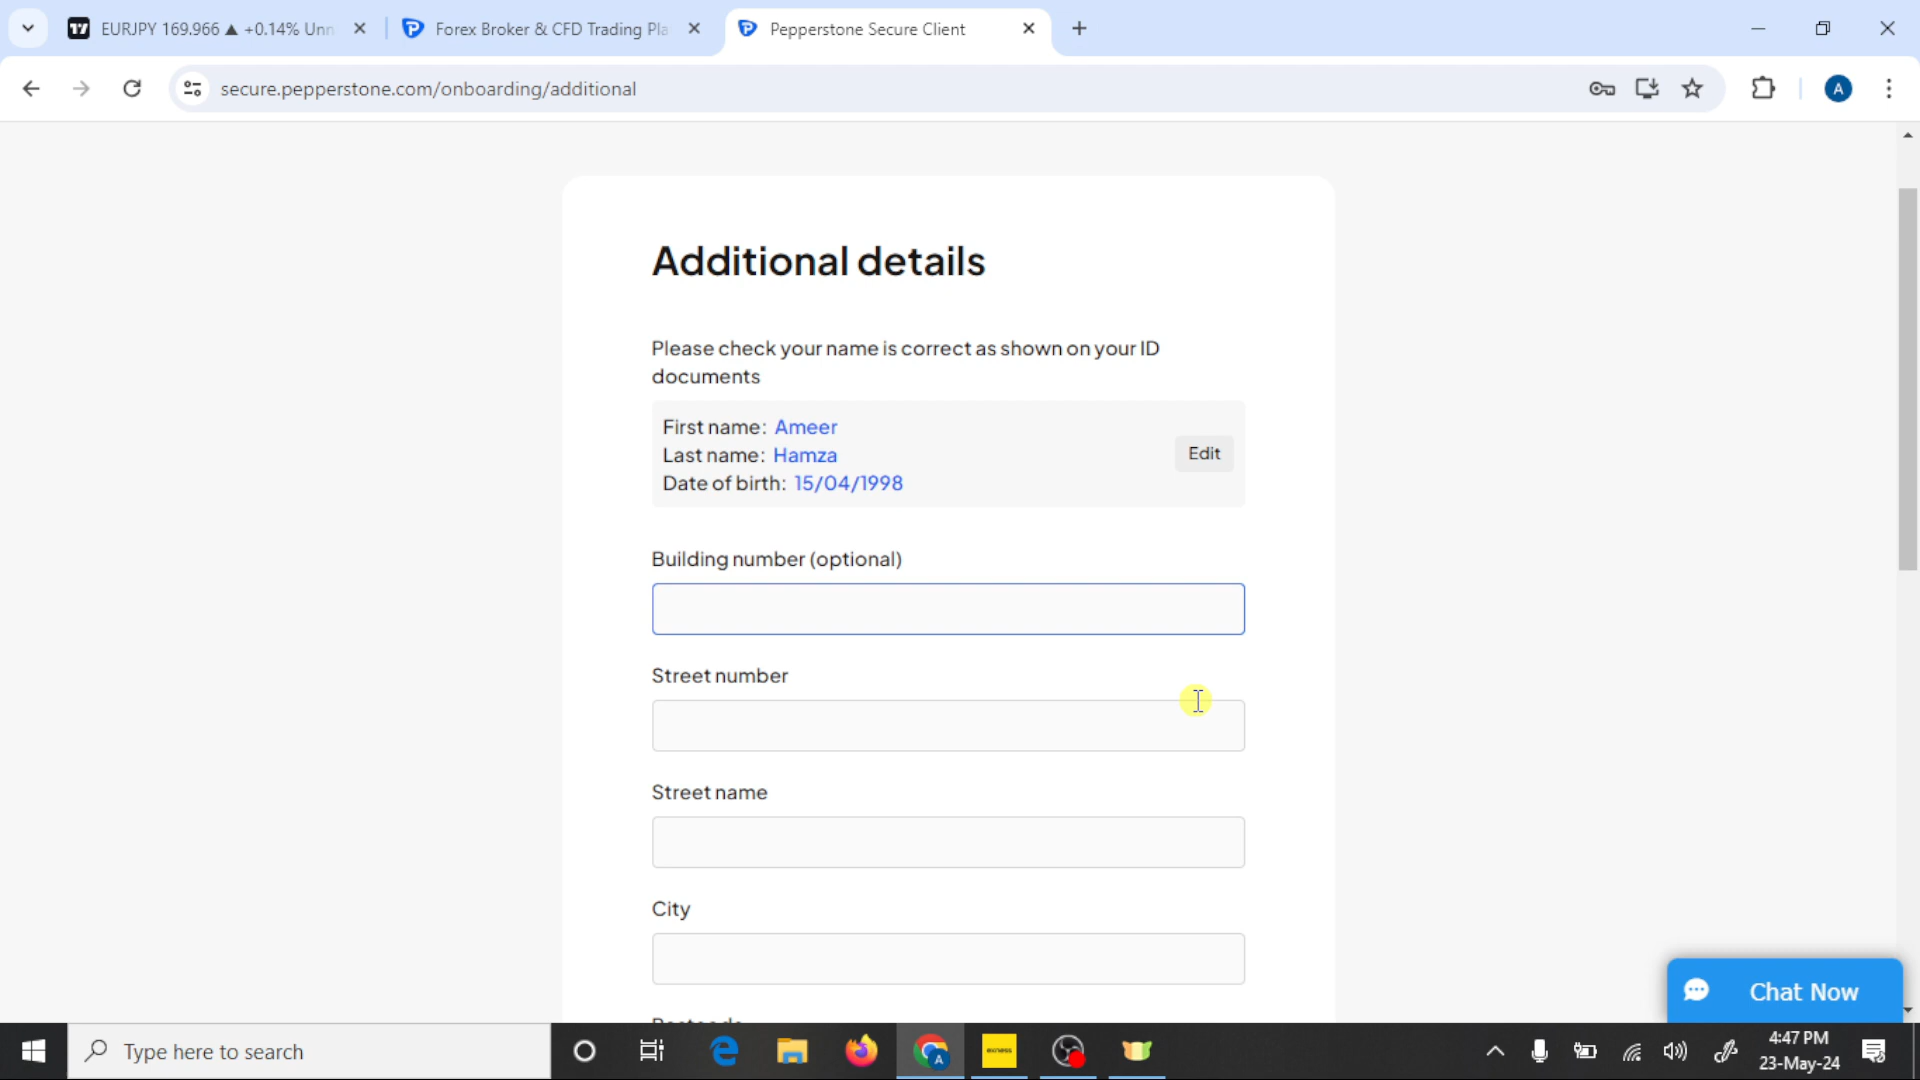 EURJPY 169.966 ▲ +0.14% Unn
Forex Broker & CFD Trading Pla
Pepperstone Secure Client
secure.pepperstone.com/onboarding/additional
A
Additional details
Please check your name is correct as shown on your ID
documents
First name: Ameer
Last name: Hamza
Date of birth: 15/04/1998
Edit
Building number (optional)
Street number
Street name
City
Chat Now
Type here to search
A
exness
4:47 PM
23-May-24